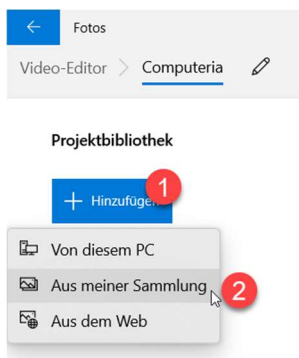 Fotos
Video-Editor > Computeria
Projektbibliothek
1
+ Hinzufügen
Von diesem PC
Aus meiner Sammlung
2
Aus dem Web